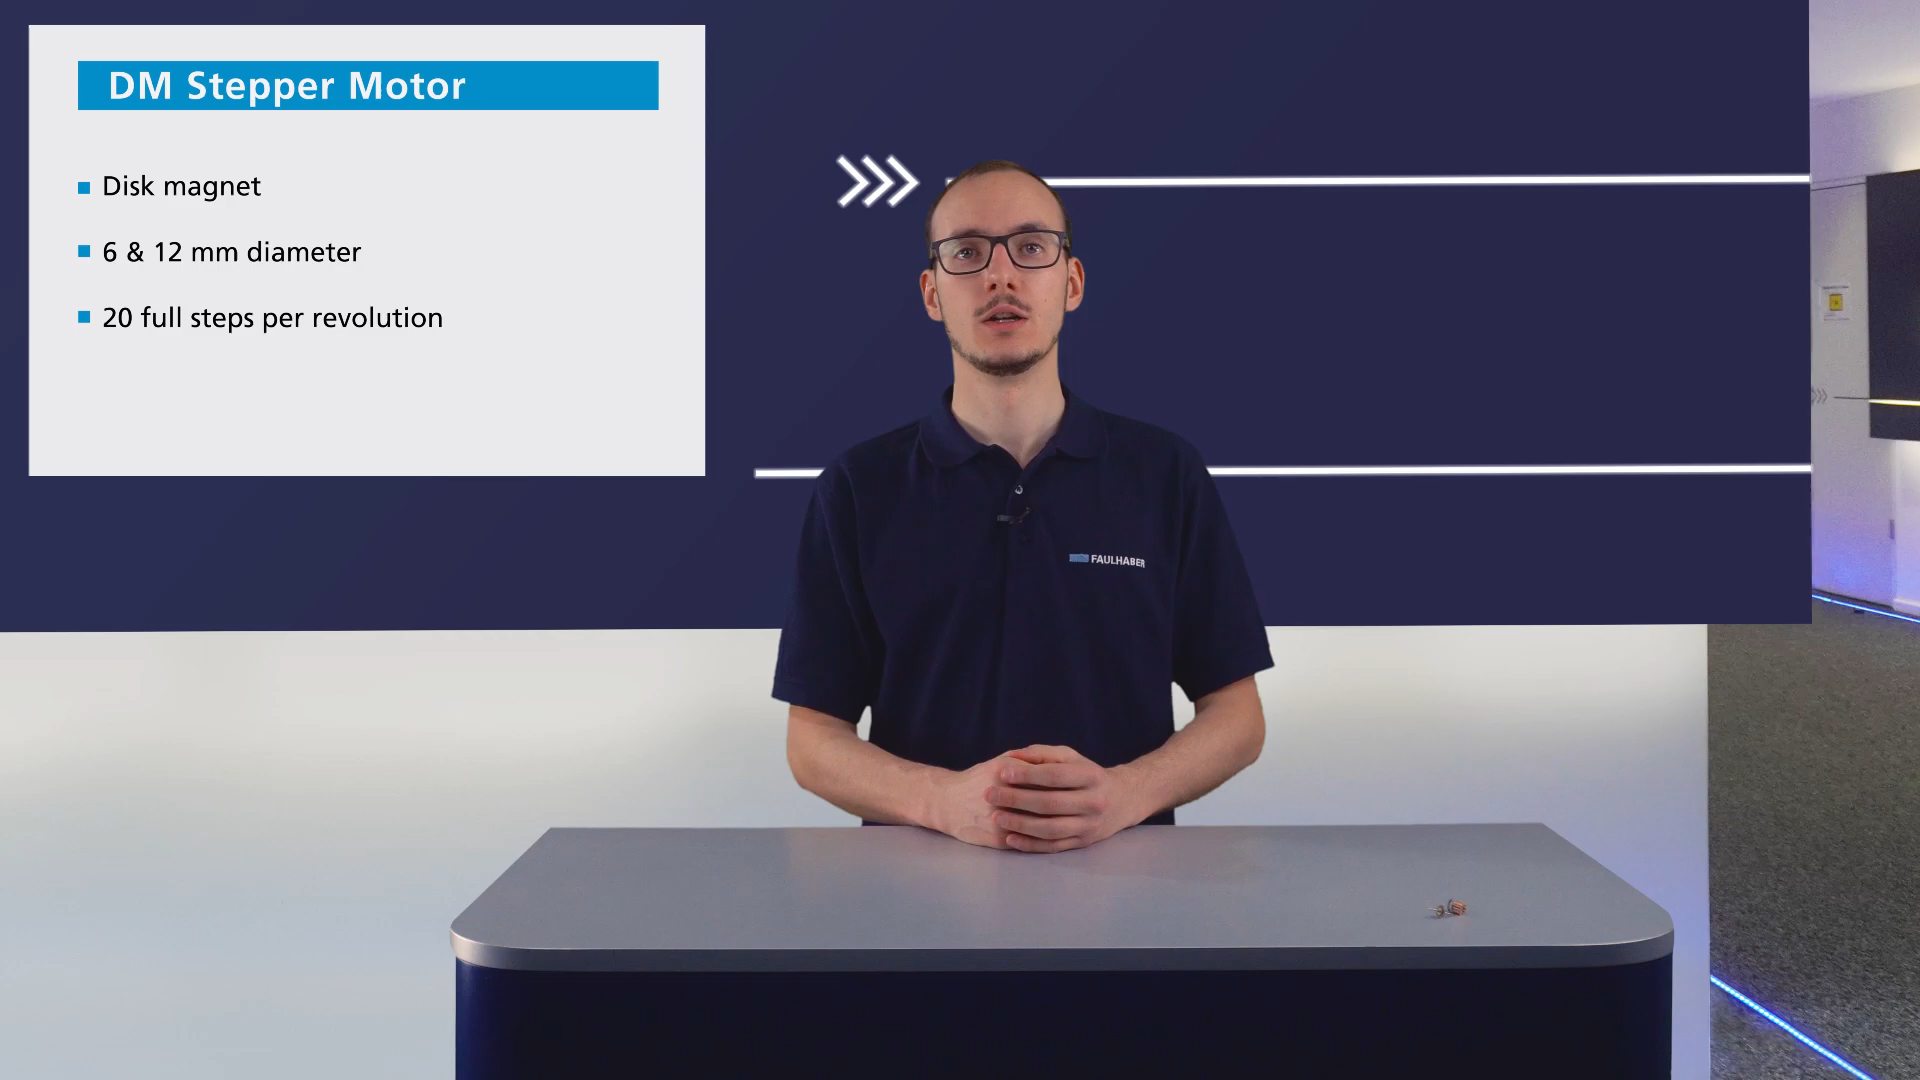 DM Stepper Motor
Disk magnet
6 & 12 mm diameter
20 full steps per revolution
FAULHABER